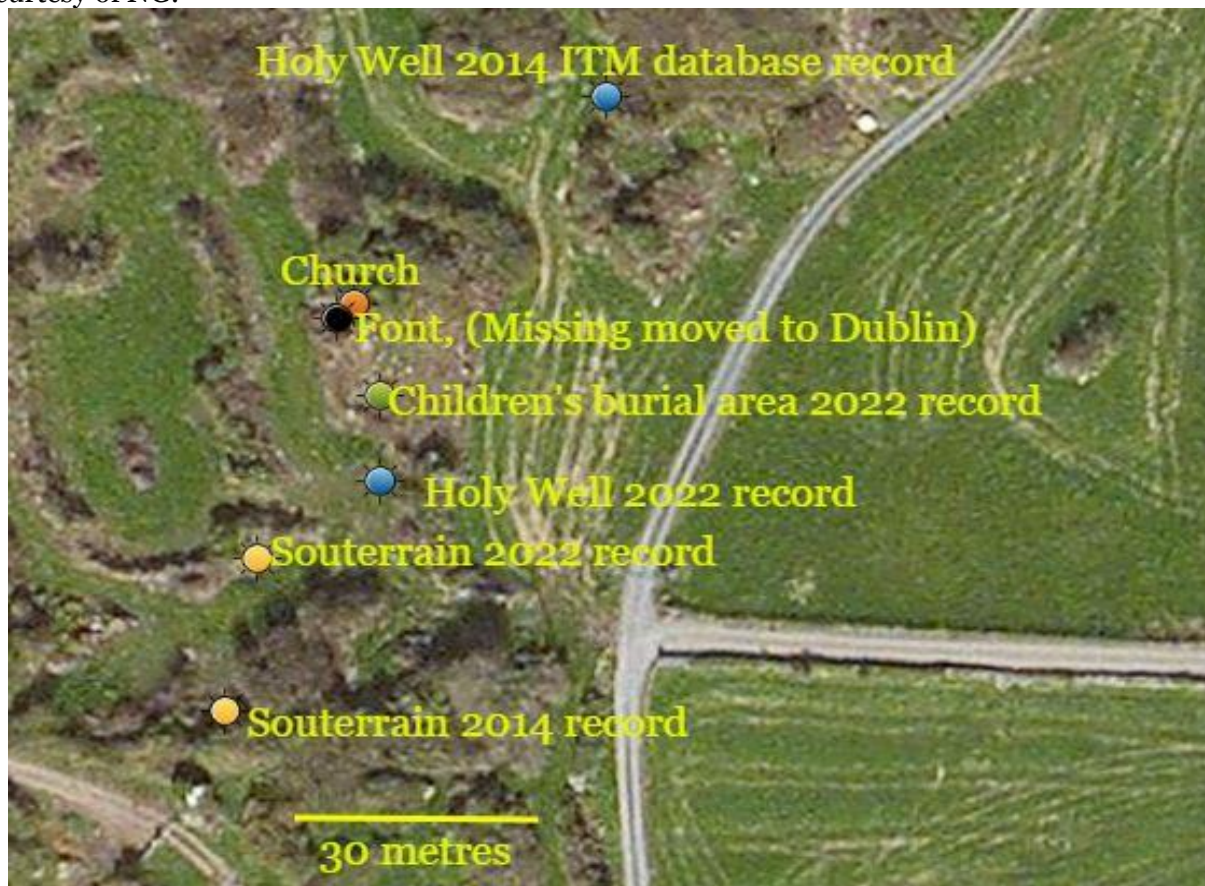 Holy Well 2014 ITM database record
Church
Font, (Missing moved to Dublin)
Children's burial area 2022 record
Holy Well 2022 record
Souterrain 2022 record
Souterrain 2014 record
30 metres